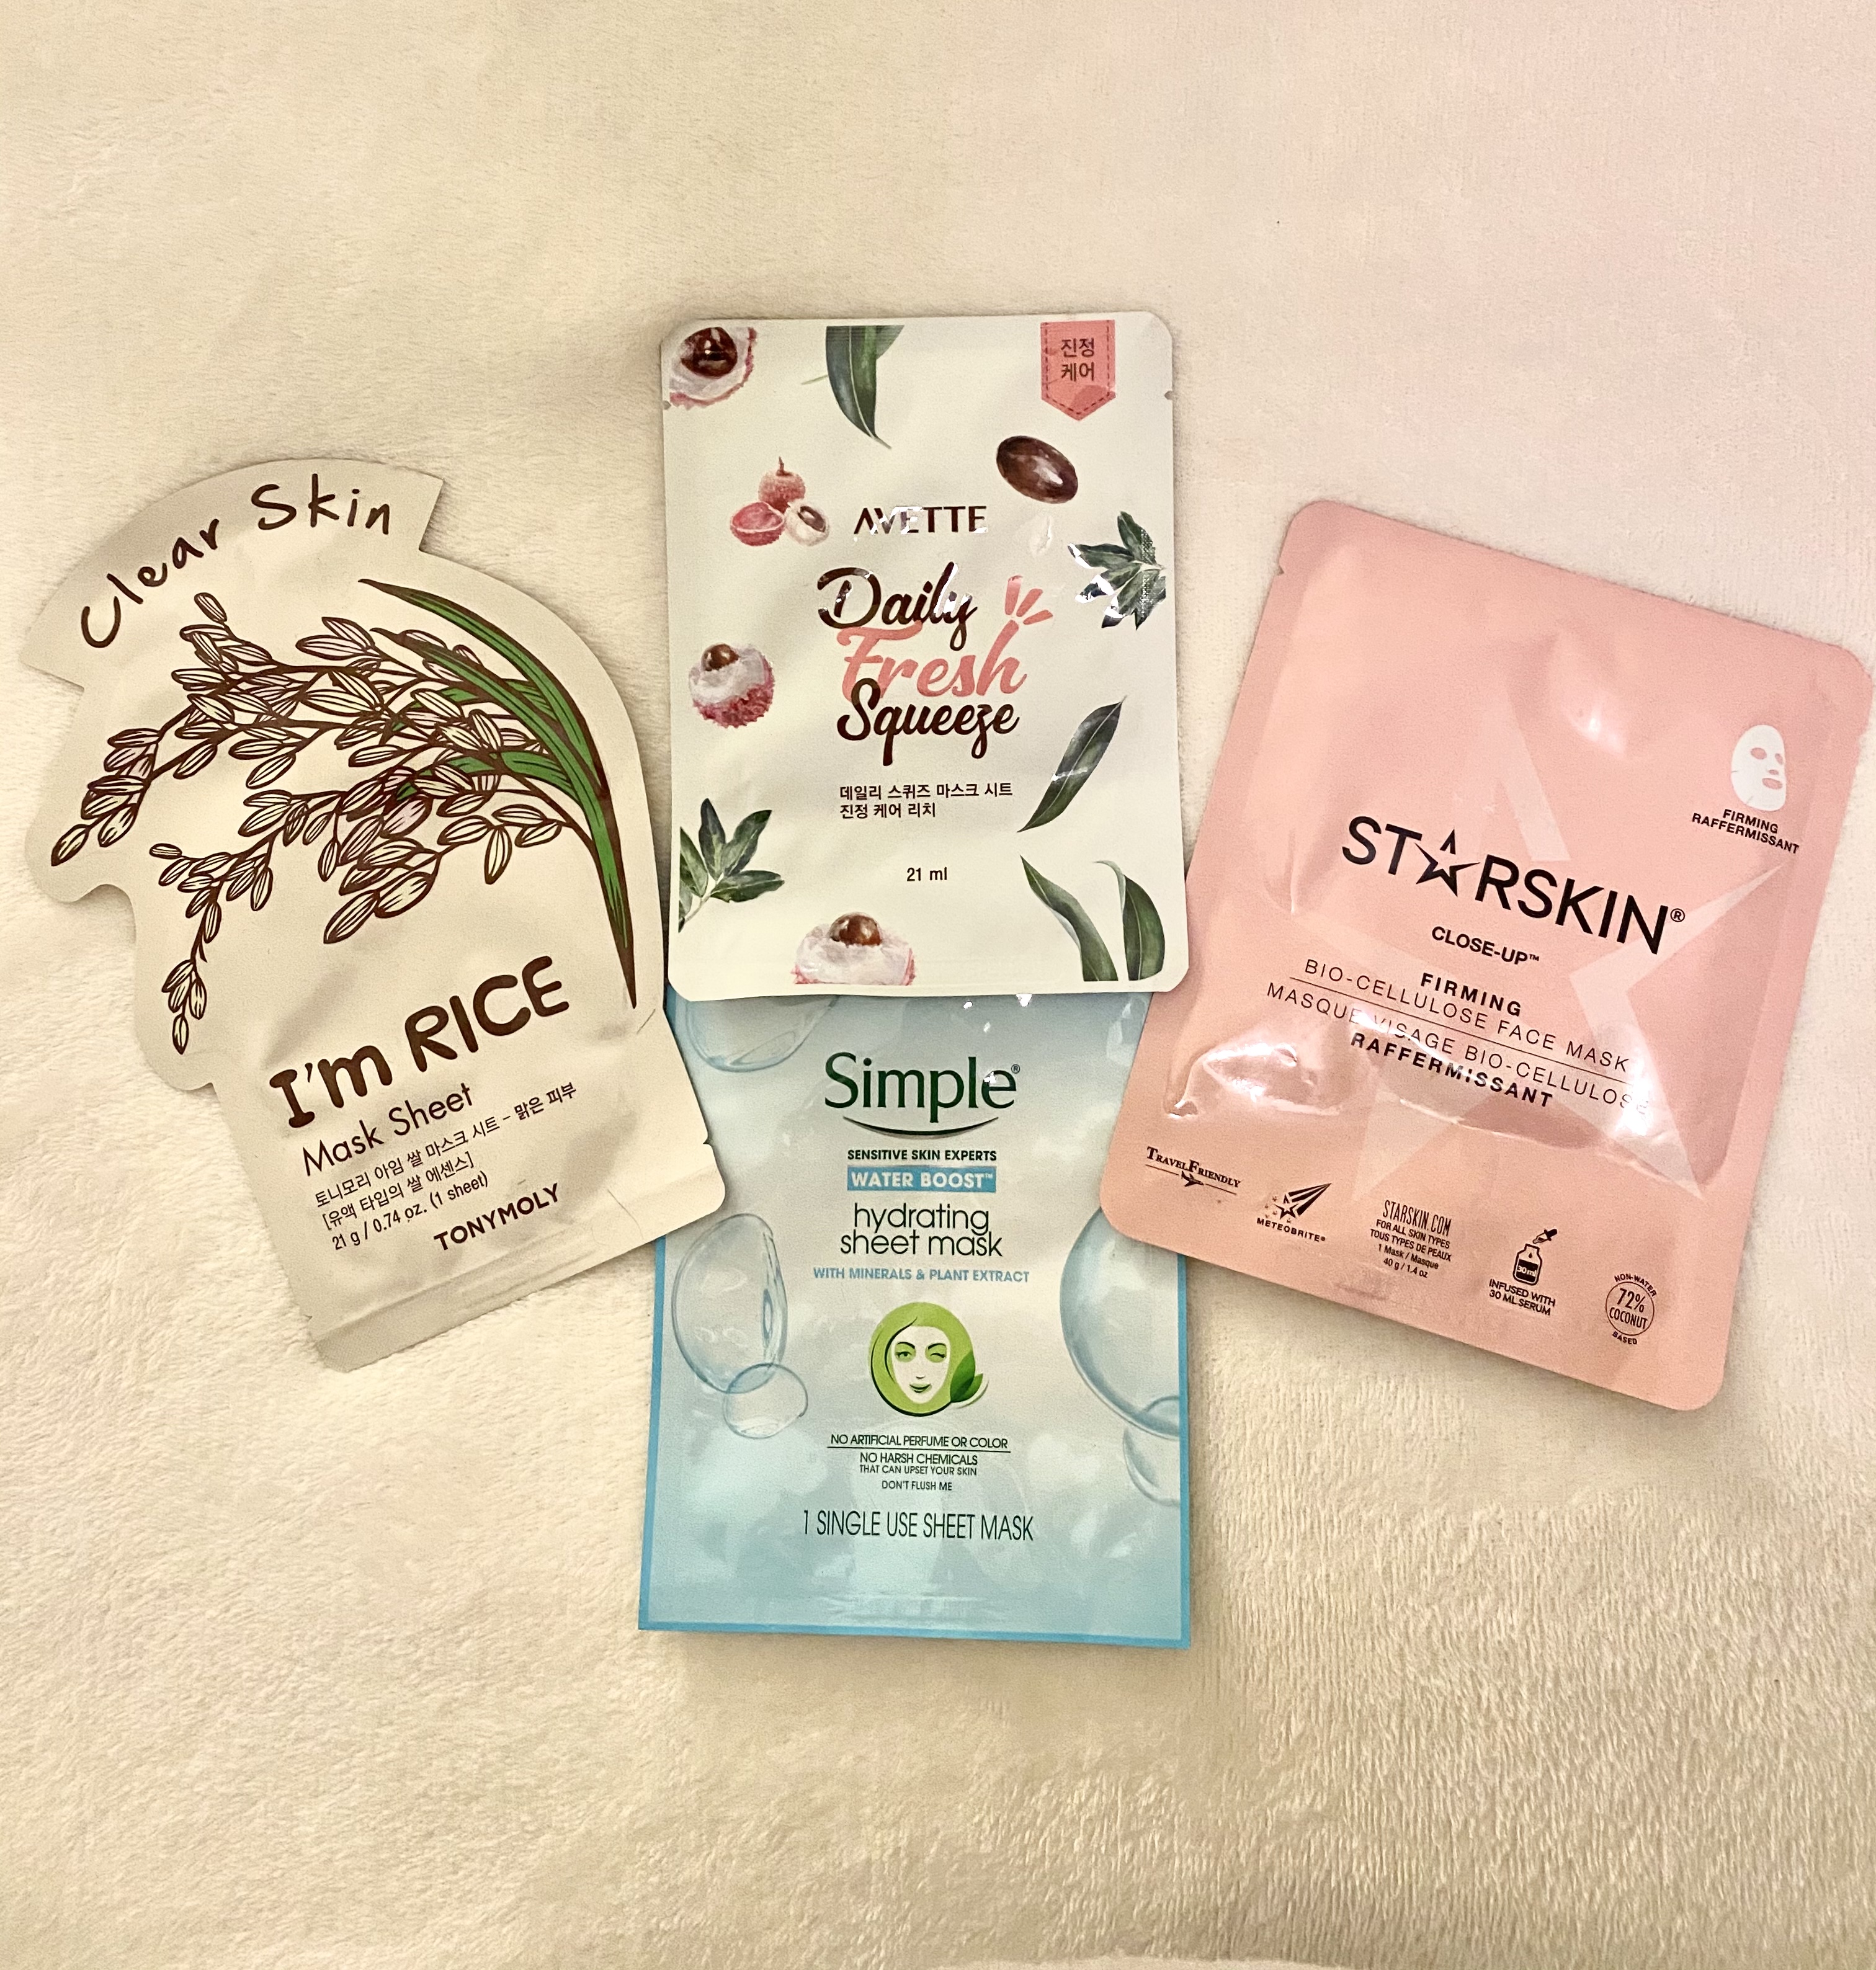 Clear Skin
I'm RICE
Mask Sheet
토니모리 아임 쌀 마스크 시트 - 맑은 피부
[유액 타입의 쌀 에센스]
21 g / 0.74 oz. (1 sheet)
TONYMOLY
진정
케어
AVETTE
Daily
Fresh
Squeeze
데일리 스퀴즈 마스크 시트
진정 케어 리치
21 ml
Simple®
SENSITIVE SKIN EXPERTS
WATER BOOST™
hydrating
sheet mask
WITH MINERALS & PLANT EXTRACT
NO ARTIFICIAL PERFUME OR COLOR
NO HARSH CHEMICALS
THAT CAN UPSET YOUR SKIN
DON'T FLUSH ME
1 SINGLE USE SHEET MASK
FIRMING
RAFFERMISSANT
STARSKIN®
CLOSE-UP™
FIRMING
BIO-CELLULOSE FACE MASK
MASQUE VISAGE BIO-CELLULOSE
RAFFERMISSANT
TRAVELFRIENDLY
METEOBRITE®
STARSKIN.COM
FOR ALL SKIN TYPES
TOUS TYPES DE PEAUX
1 Mask / Masque
40 g / 1.4 oz
30ml
INFUSED WITH
30 ML SERUM
NON-WATER
72%
COCONUT
BASED